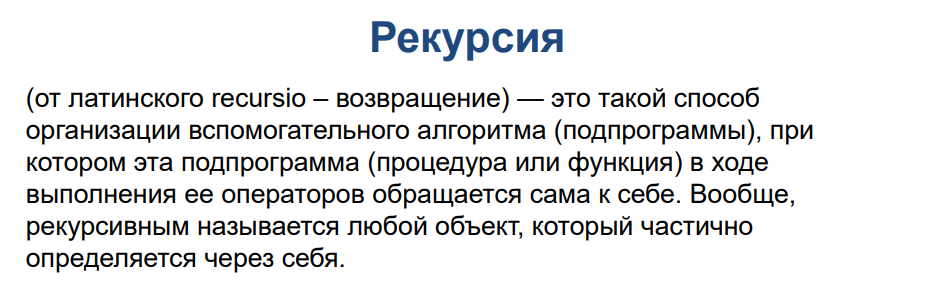 Рекурсия
(от латинского recursio – возвращение) — это такой способ
организации вспомогательного алгоритма (подпрограммы), при
котором эта подпрограмма (процедура или функция) в ходе
выполнения ее операторов обращается сама к себе. Вообще,
рекурсивным называется любой объект, который частично
определяется через себя.